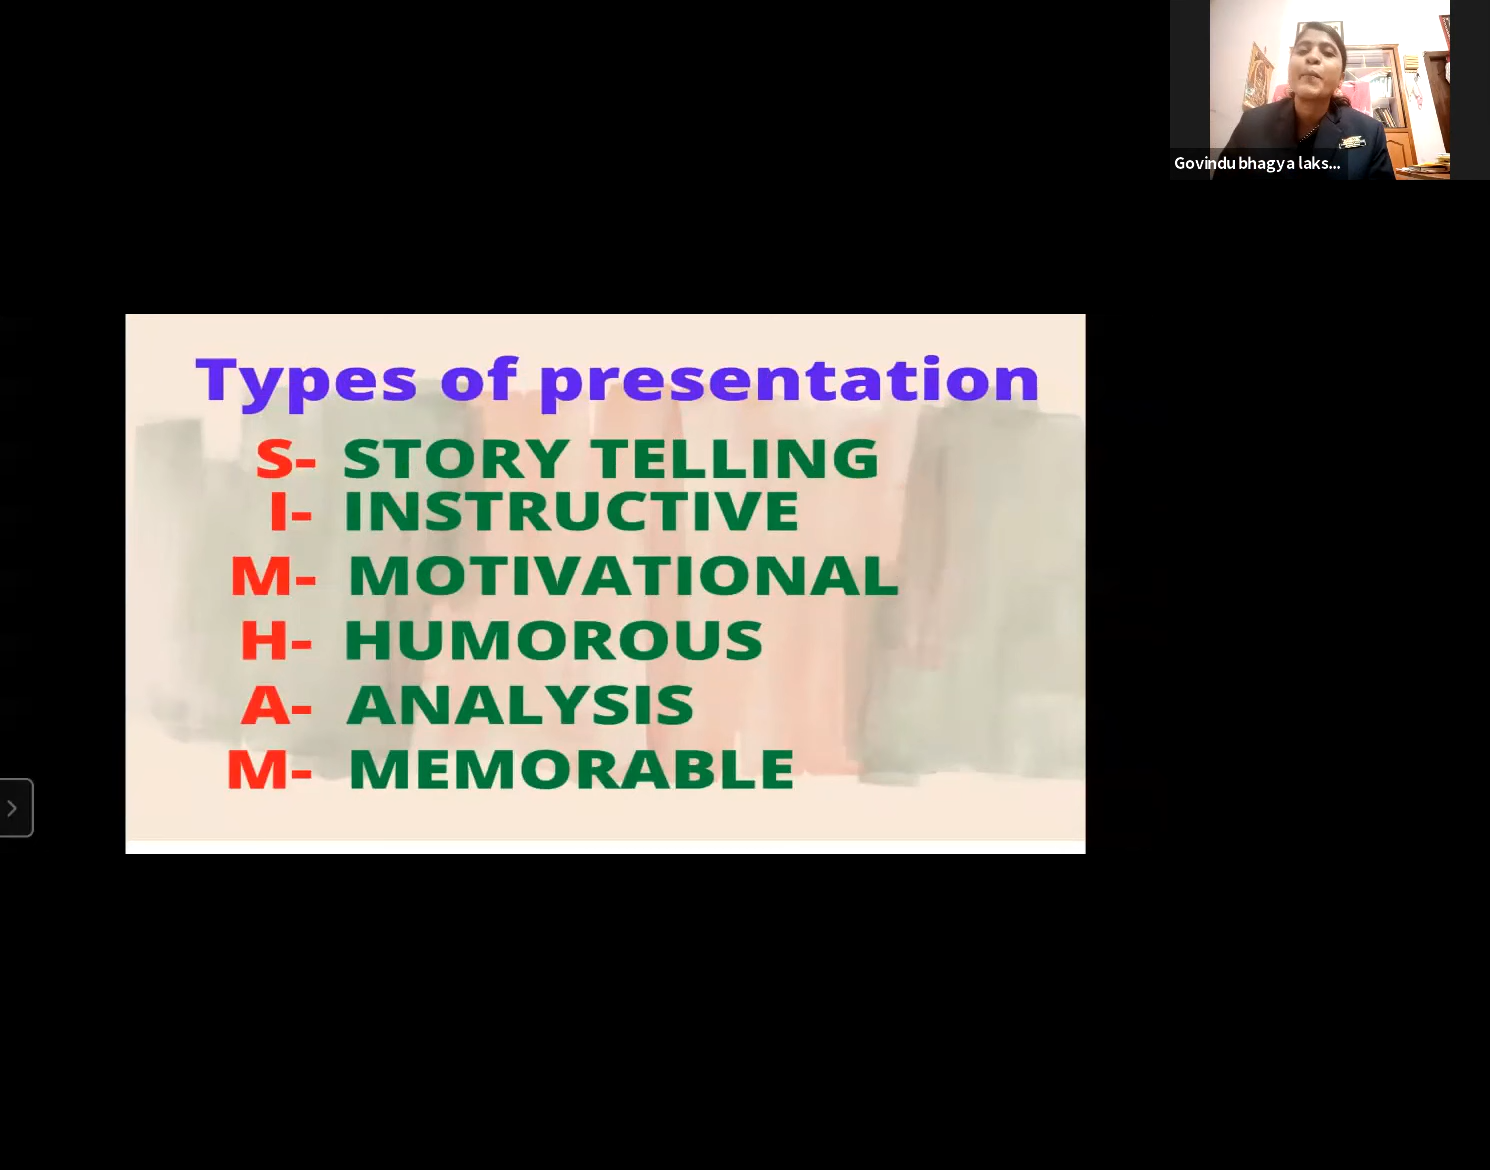 Govindu bhagya laks...
Types of presentation
S- STORY TELLING
I- INSTRUCTIVE
M- MOTIVATIONAL
H- HUMOROUS
A- ANALYSIS
M- MEMORABLE